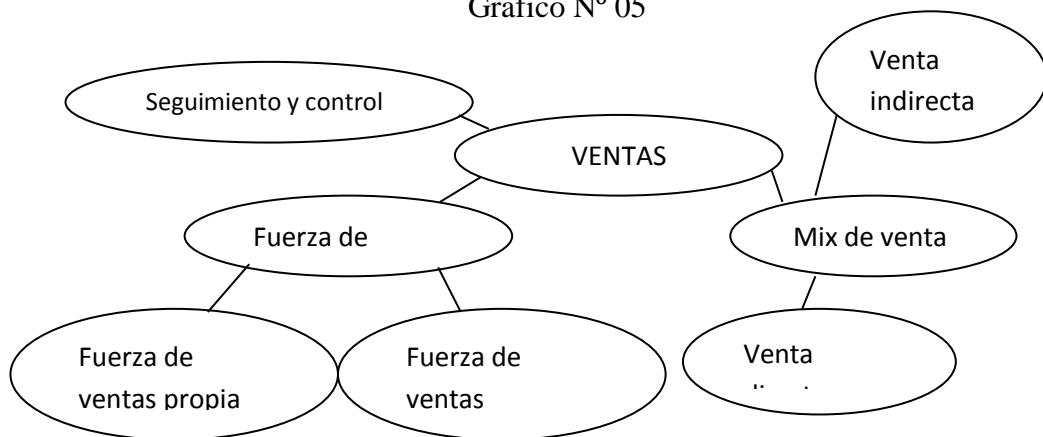 Gráfico Nº 05
Venta
indirecta
Seguimiento y control
VENTAS
Fuerza de
Mix de venta
Fuerza de
ventas propia
Fuerza de
ventas
Venta